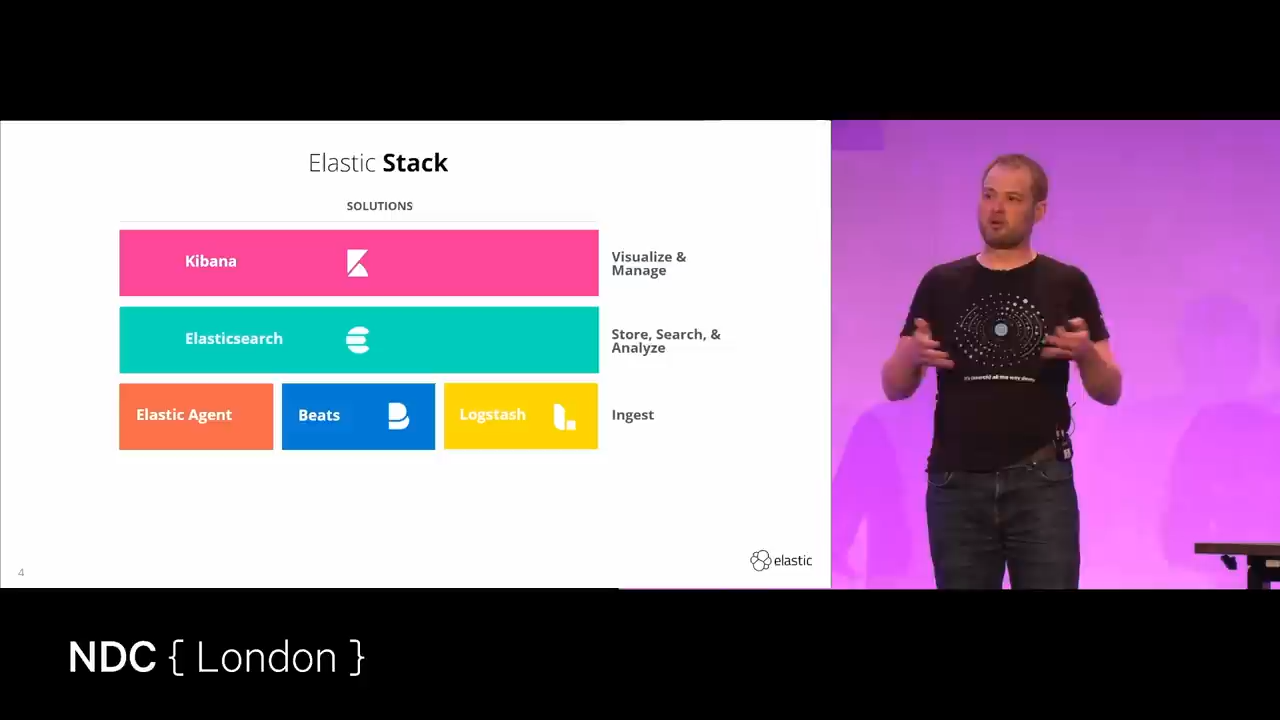 Elastic Stack
SOLUTIONS
Kibana
Visualize &
Manage
Elasticsearch
Store, Search, &
Analyze
Elastic Agent
Beats
Logstash
Ingest
4
elastic
NDC { London }